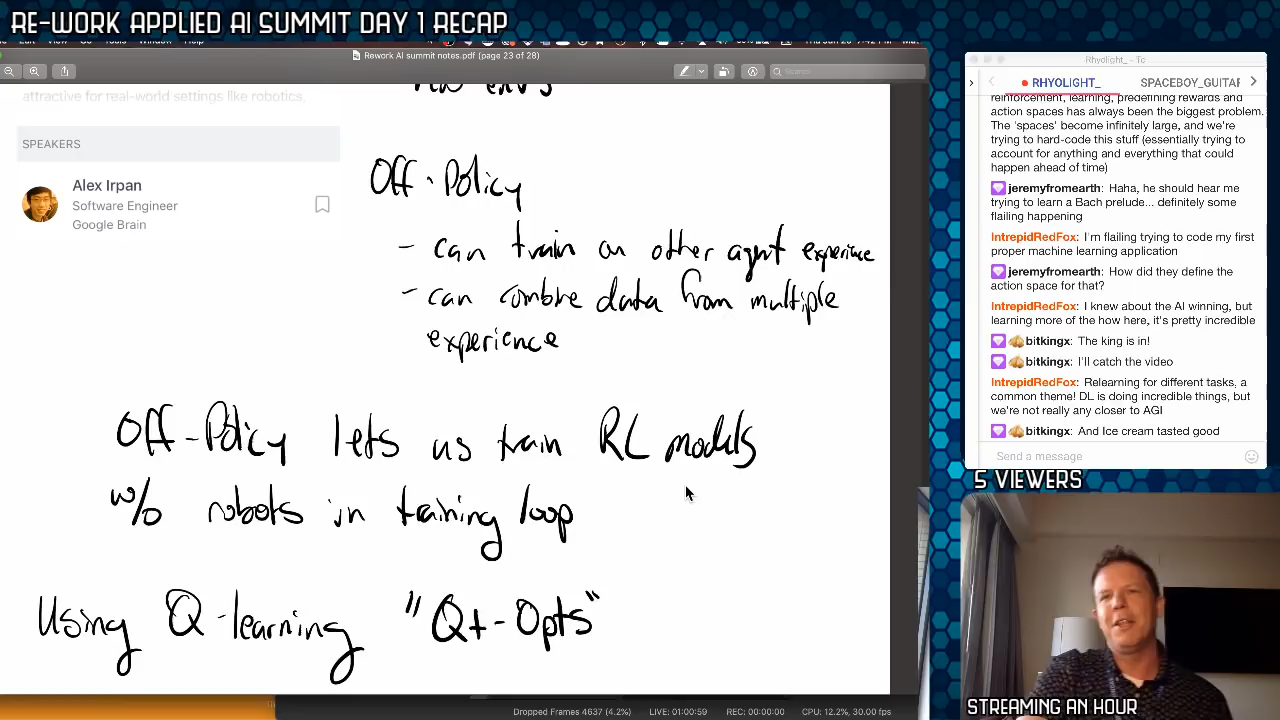 RE-WORK APPLIED AI SUMMIT DAY 1 RECAP
Rework AI summit notes.pdf (page 23 of 28)
Search
attractive for real-world settings like robotics.
SPEAKERS
Alex Irpan
Software Engineer
Google Brain
Off-Policy
- can train on other agent experience
- can combine data from multiple
experience
Off-Policy lets us train RL models
w/o robots in training loop
Using Q-learning "Qt-Opts"
Dropped Frames 4637 (4.2%) LIVE: 01:00:59 REC: 00:00:00 CPU: 12.2%, 30.00 fps
Rhyolight_ - To
RHYOLIGHT_ SPACEBOY_GUITAR
reinforcement, learning, predefining rewards and
action spaces has always been the biggest problem.
The 'spaces' become infinitely large, and we're
trying to hard-code this stuff (essentially trying to
account for anything and everything that could
happen ahead of time)
jeremyfromearth: Haha, he should hear me
trying to learn a Bach prelude... definitely some
flailing happening
IntrepidRedFox: I'm flailing trying to code my first
proper machine learning application
jeremyfromearth: How did they define the
action space for that?
IntrepidRedFox: I knew about the AI winning, but
learning more of the how here, it's pretty incredible
bitkingx: The king is in!
bitkingx: I'll catch the video
IntrepidRedFox: Relearning for different tasks, a
common theme! DL is doing incredible things, but
we're not really any closer to AGI
bitkingx: And Ice cream tasted good
Send a message
5 VIEWERS
STREAMING AN HOUR